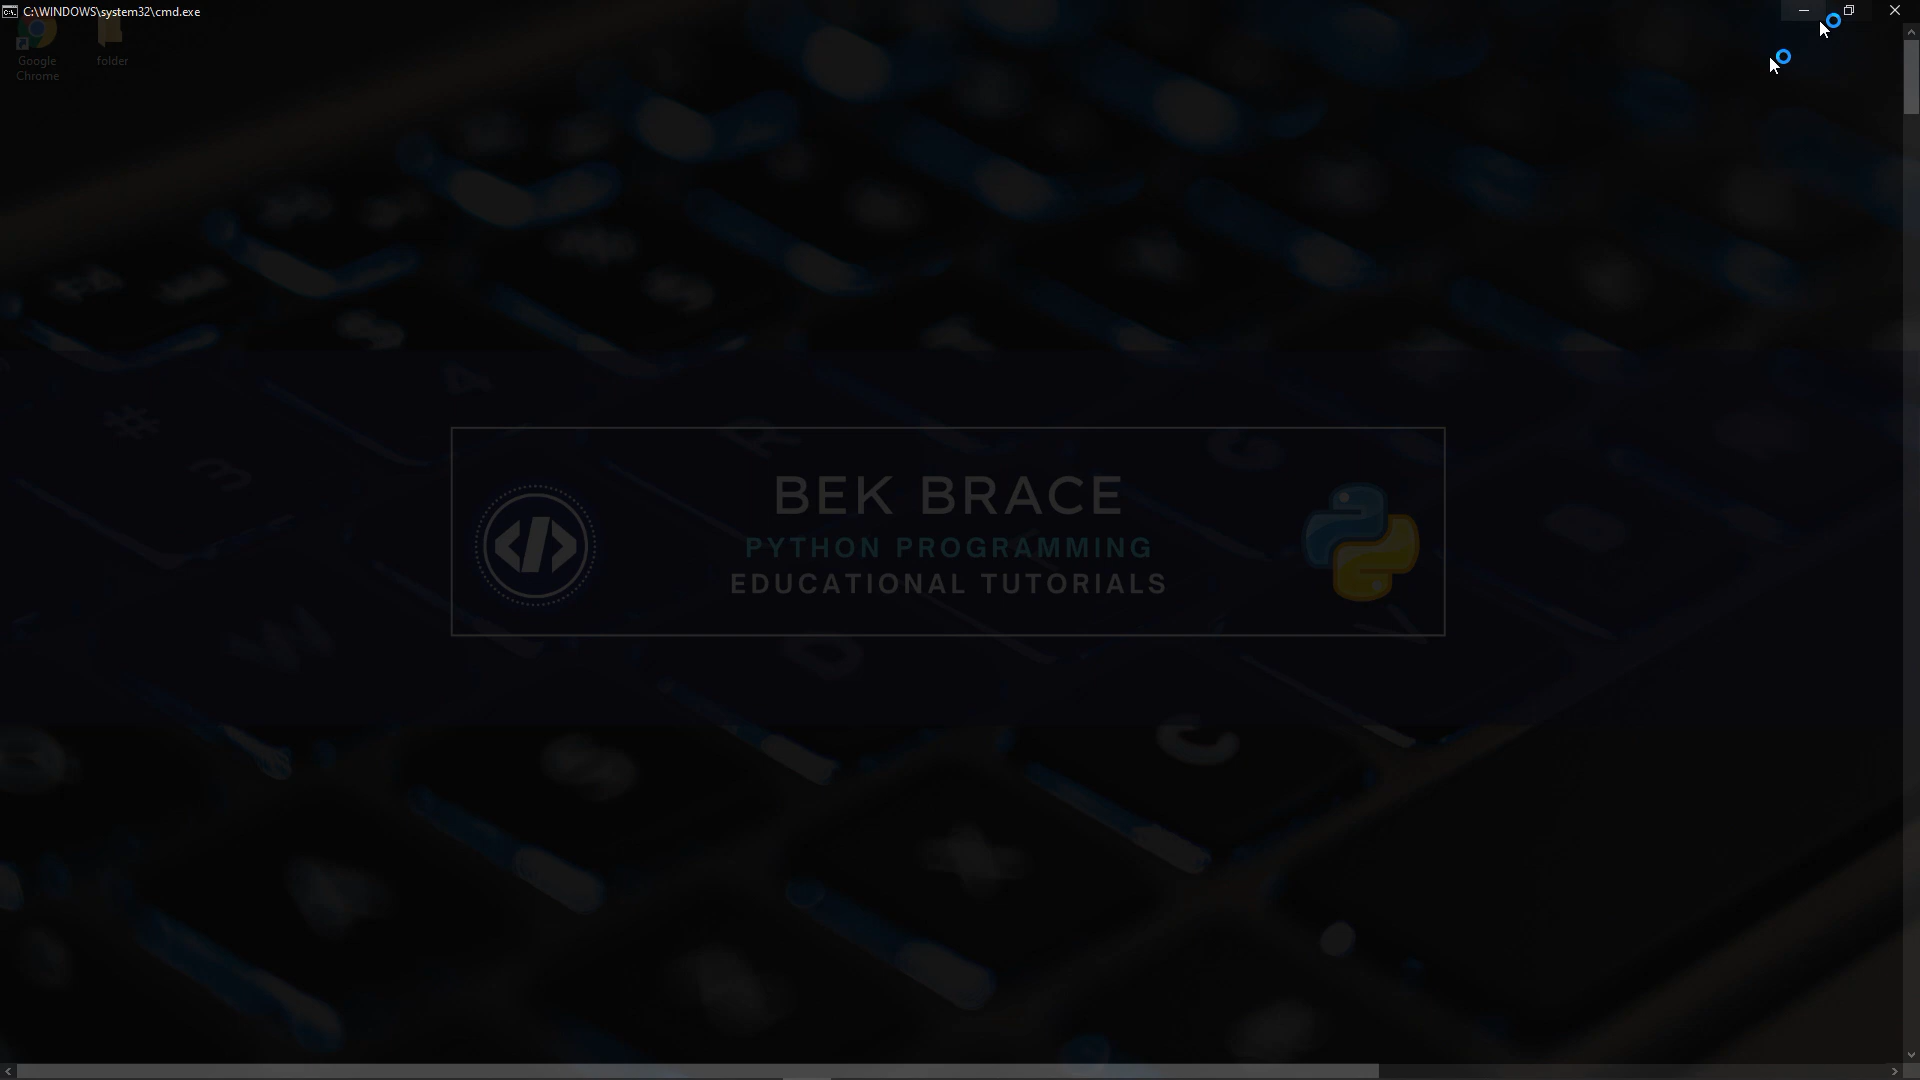 C:\WINDOWS\system32\cmd.exe
Google
Chrome
folder
BEK BRACE
PYTHON PROGRAMMING
EDUCATIONAL TUTORIALS